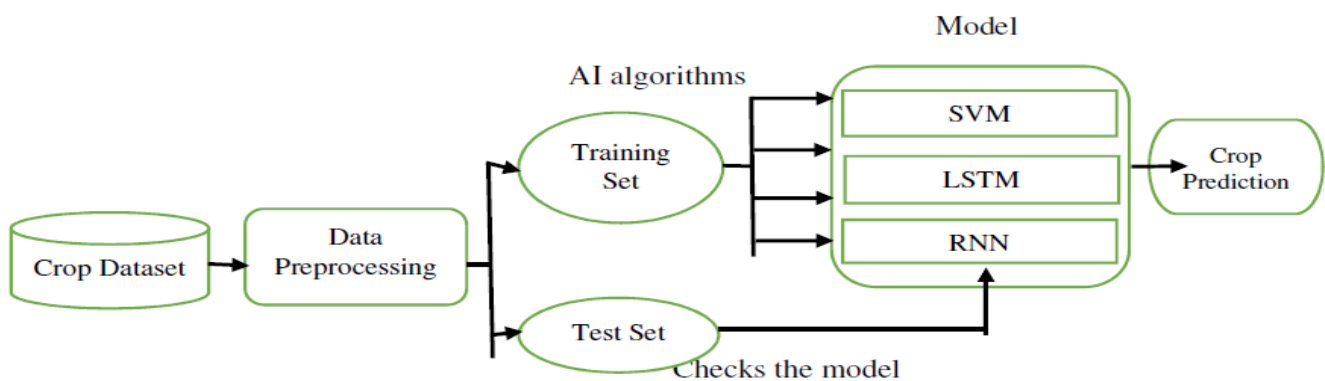 Model
AI algorithms
SVM
Training
Set
LSTM
Crop
Prediction
RNN
Data
Preprocessing
Crop Dataset
Test Set
Checks the model